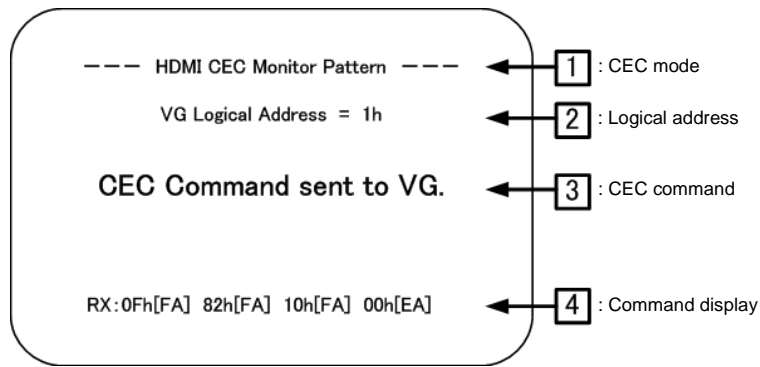 --- HDMI CEC Monitor Pattern --- 1 : CEC mode
VG Logical Address = 1h 2 : Logical address
CEC Command sent to VG. 3 : CEC command
RX:0Fh[FA] 82h[FA] 10h[FA] 00h[EA] 4 : Command display